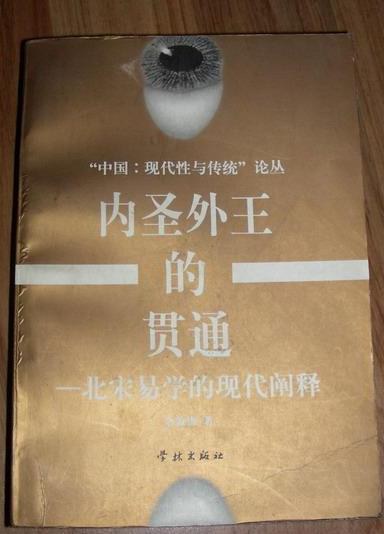 “中国：现代性与传统”论丛
内圣外王
的
贯通
—北宋易学的现代阐释
著
学林出版社